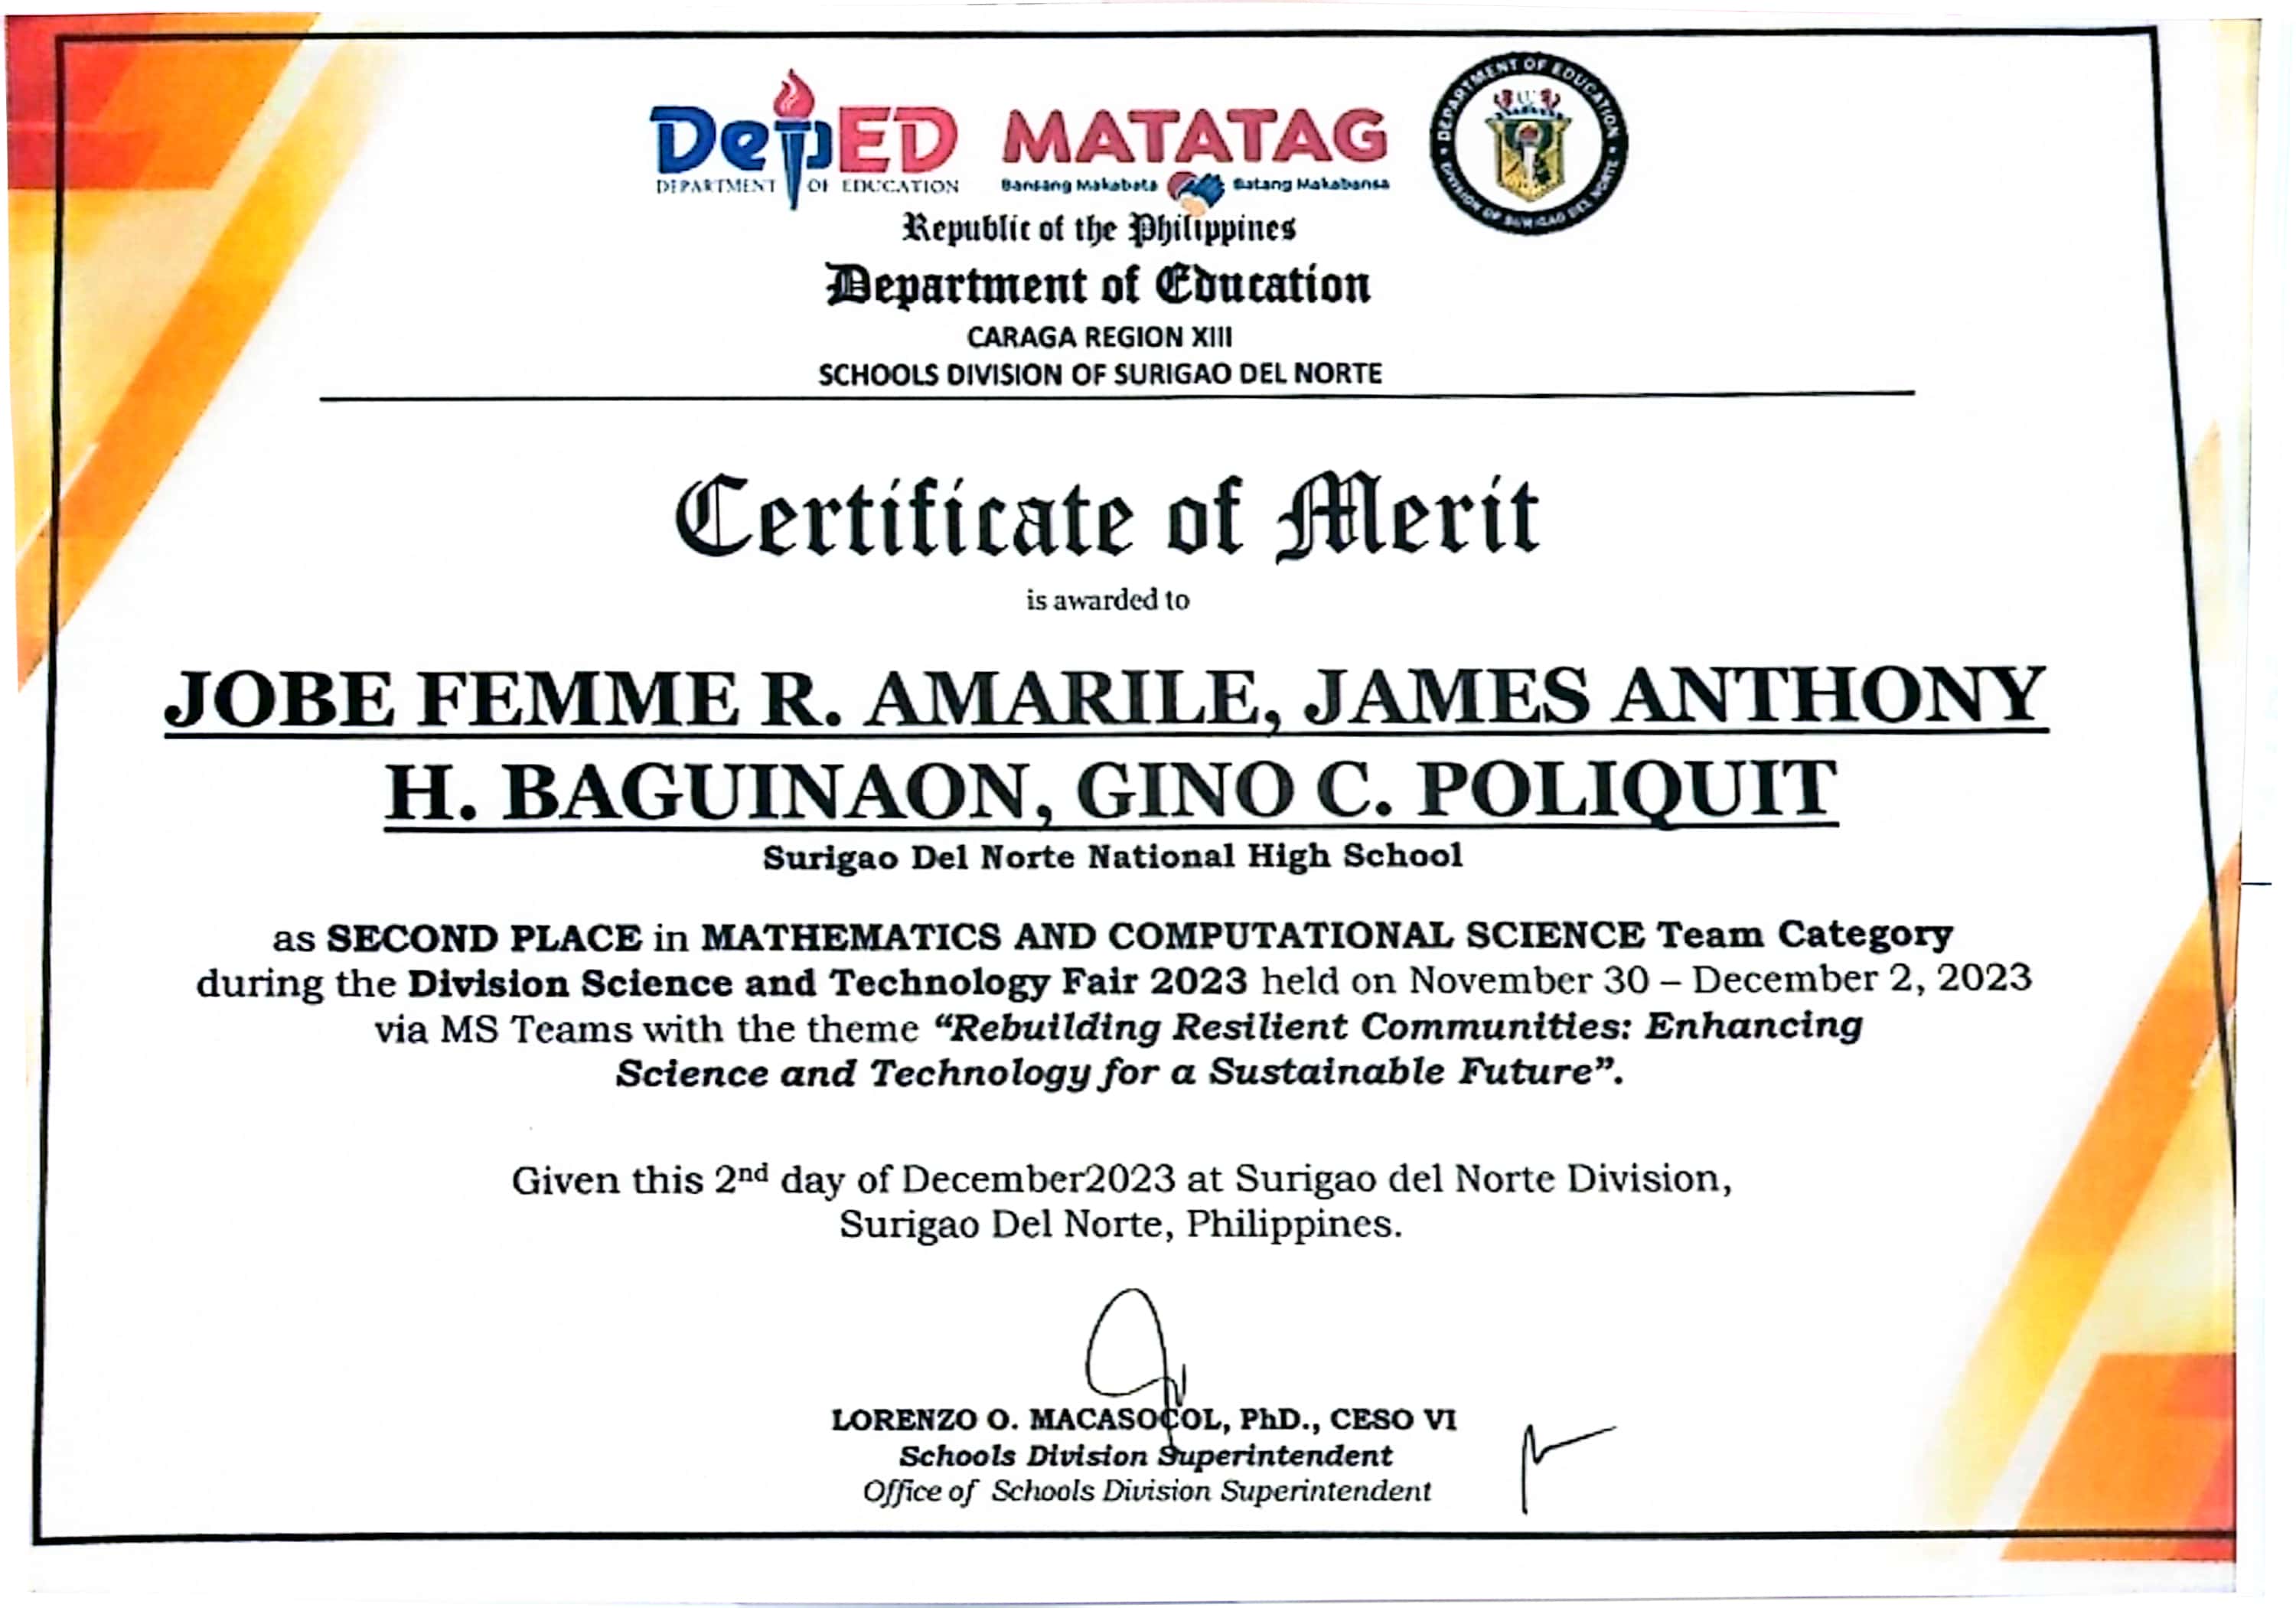 DepED MATATAG
DEPARTMENT OF EDUCATION Bansang Makabata Batang Makabansa
DEPARTMENT OF EDUCATION
DIVISION OF SURIGAO DEL NORTE
Republic of the Philippines
Department of Education
CARAGA REGION XIII
SCHOOLS DIVISION OF SURIGAO DEL NORTE
Certificate of Merit
is awarded to
JOBE FEMME R. AMARILE, JAMES ANTHONY
H. BAGUINAON, GINO C. POLIQUIT
Surigao Del Norte National High School
as SECOND PLACE in MATHEMATICS AND COMPUTATIONAL SCIENCE Team Category
during the Division Science and Technology Fair 2023 held on November 30 – December 2, 2023
via MS Teams with the theme “Rebuilding Resilient Communities: Enhancing
Science and Technology for a Sustainable Future”.
Given this 2nd day of December2023 at Surigao del Norte Division,
Surigao Del Norte, Philippines.
LORENZO O. MACASOCOL, PhD., CESO VI
Schools Division Superintendent
Office of Schools Division Superintendent